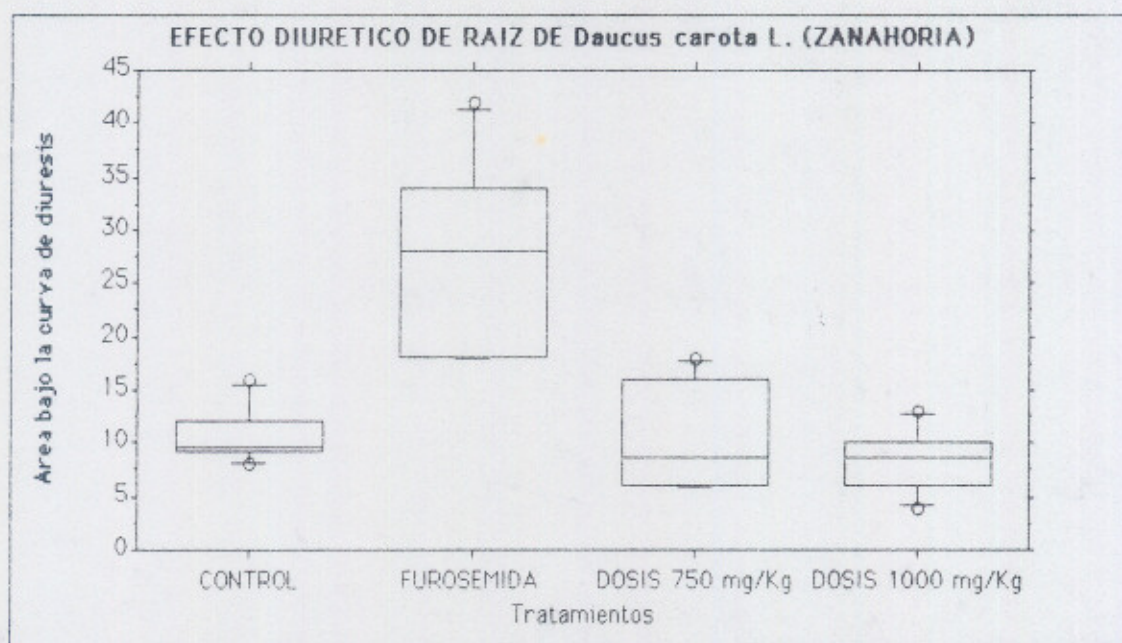 EFECTO DIURETICO DE RAIZ DE Daucus carota L. (ZANAHORIA)
Area bajo la curva de diuresis
45
40
35
30
25
20
15
10
5
0
CONTROL FUROSEMIDA DOSIS 750 mg/Kg DOSIS 1000 mg/Kg
Tratamientos